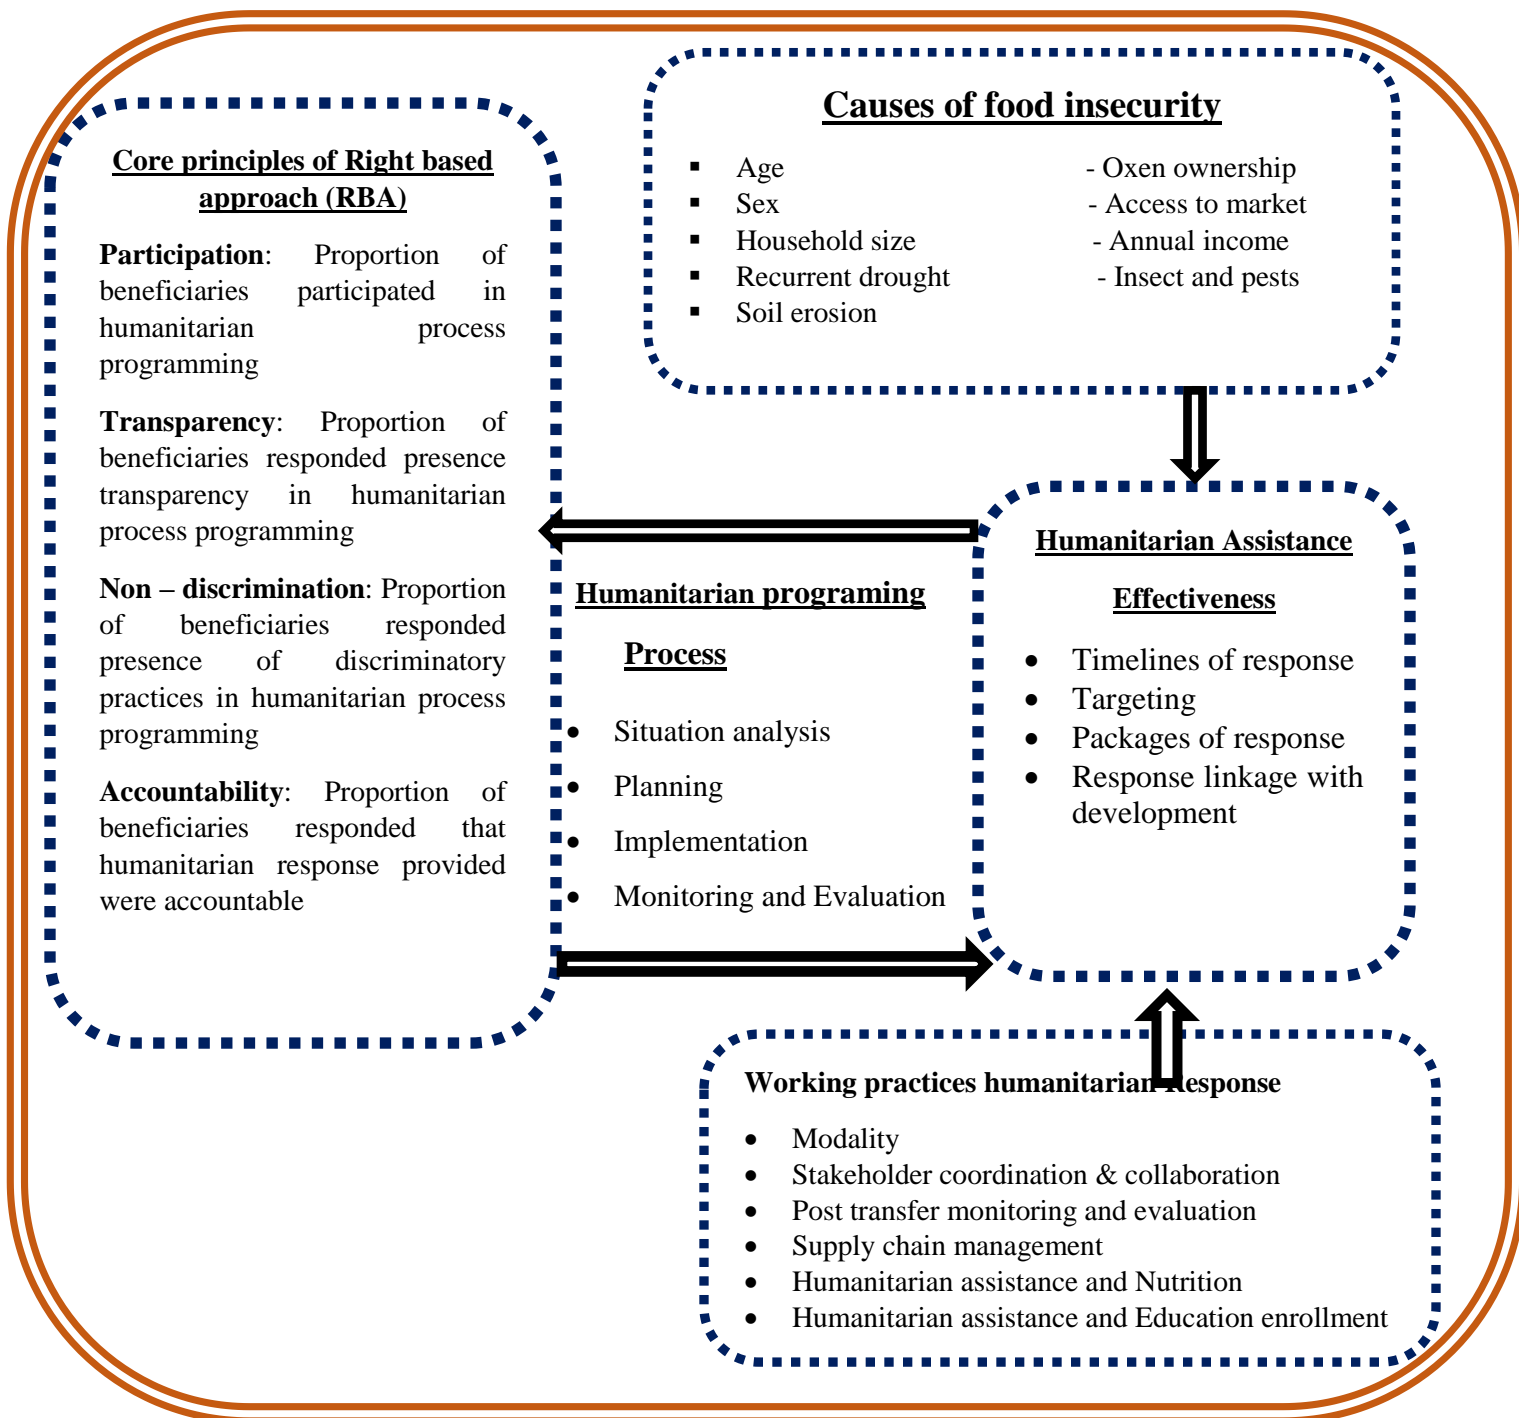 Causes of food insecurity
▪ Age - Oxen ownership
▪ Sex - Access to market
▪ Household size - Annual income
▪ Recurrent drought - Insect and pests
▪ Soil erosion
Core principles of Right based
approach (RBA)
Participation: Proportion of
beneficiaries participated in
humanitarian process
programming
Transparency: Proportion of
beneficiaries responded presence
transparency in humanitarian
process programming
Non – discrimination: Proportion
of beneficiaries responded
presence of discriminatory
practices in humanitarian process
programming
Accountability: Proportion of
beneficiaries responded that
humanitarian response provided
were accountable
Humanitarian programing
Process
• Situation analysis
• Planning
• Implementation
• Monitoring and Evaluation
Humanitarian Assistance
Effectiveness
• Timelines of response
• Targeting
• Packages of response
• Response linkage with
development
Working practices humanitarian Response
• Modality
• Stakeholder coordination & collaboration
• Post transfer monitoring and evaluation
• Supply chain management
• Humanitarian assistance and Nutrition
• Humanitarian assistance and Education enrollment